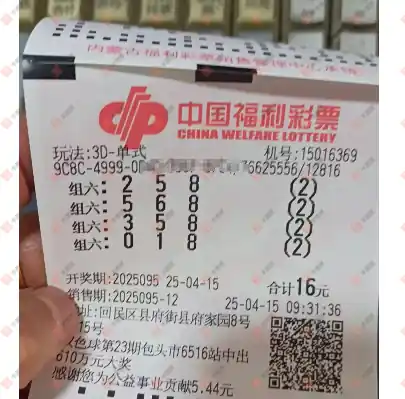 中国福利彩票
CHINA WELFARE LOTTERY
玩法:3D-单式 机号:15016369
9C8C-4999- 76625556/12816
组六: 2 5 8 (2)
组六: 5 6 8 (2)
组六: 3 5 8 (2)
组六: 0 1 8 (2)
开奖期:2025095 25-04-15 合计16元
销售期:2025095-12 25-04-15 09:31:36
址:回民区县府街县府家园8号
15号
色球第23期包头市6516站中出
610万元大奖
感谢您为公益事业贡献5.44元